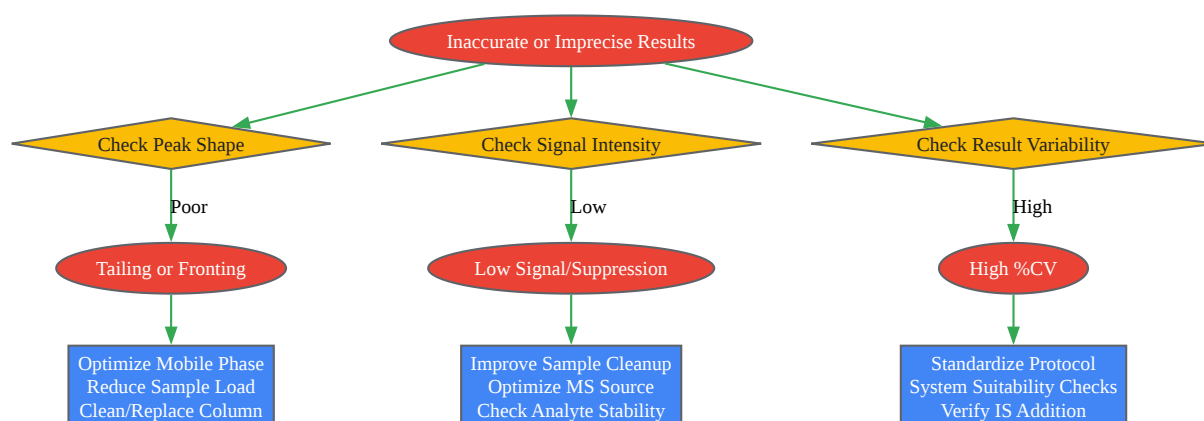 Inaccurate or Imprecise Results
Check Peak Shape
Check Signal Intensity
Check Result Variability
Poor
Low
High
Tailing or Fronting
Low Signal/Suppression
High %CV
Optimize Mobile Phase
Reduce Sample Load
Clean/Replace Column
Improve Sample Cleanup
Optimize MS Source
Check Analyte Stability
Standardize Protocol
System Suitability Checks
Verify IS Addition